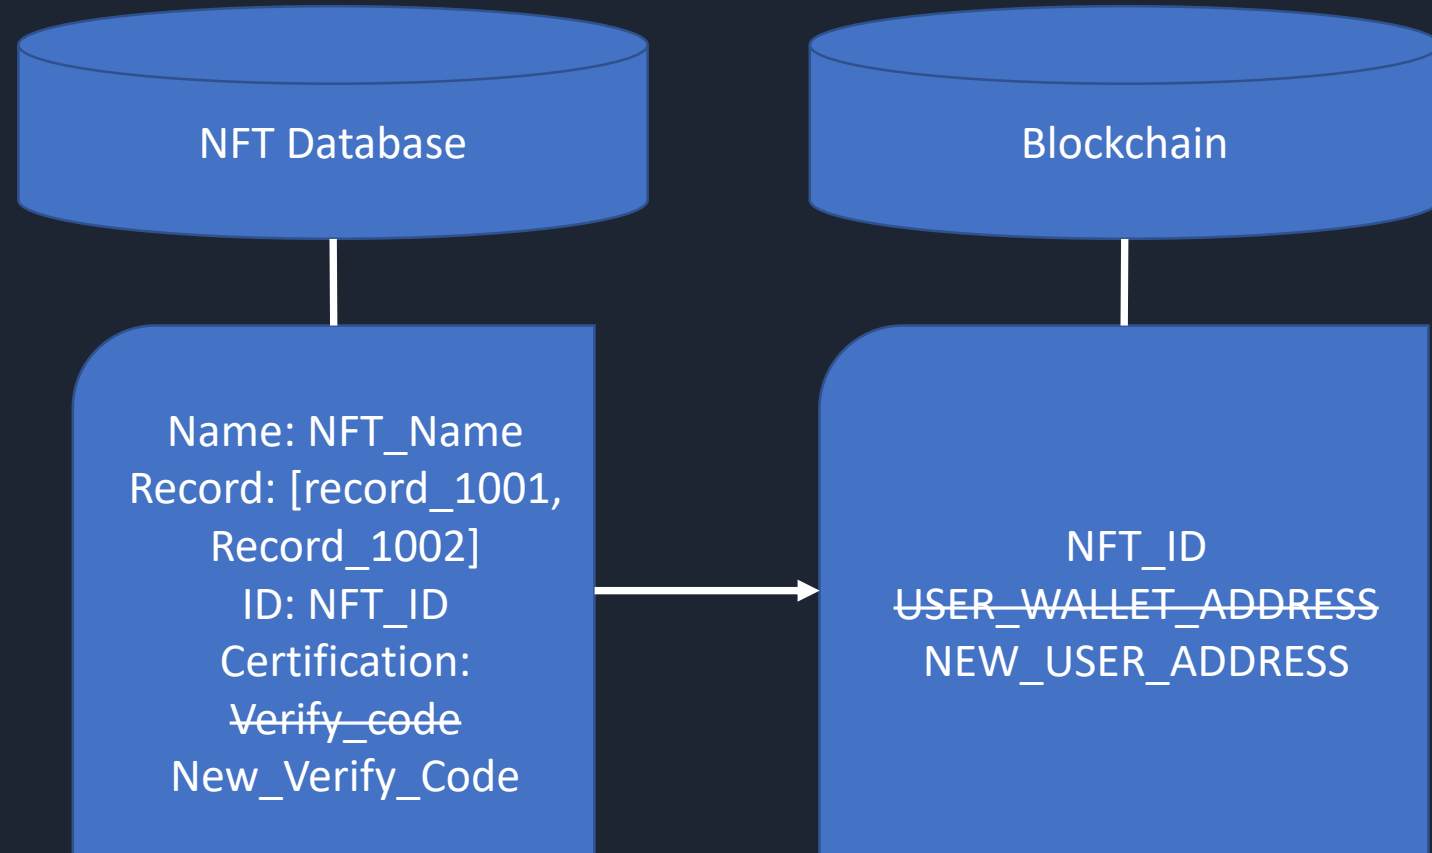 NFT Database
Blockchain
Name: NFT_Name
Record: [record_1001,
Record_1002]
ID: NFT_ID
Certification:
Verify_code
New_Verify_Code
NFT_ID
USER_WALLET_ADDRESS
NEW_USER_ADDRESS